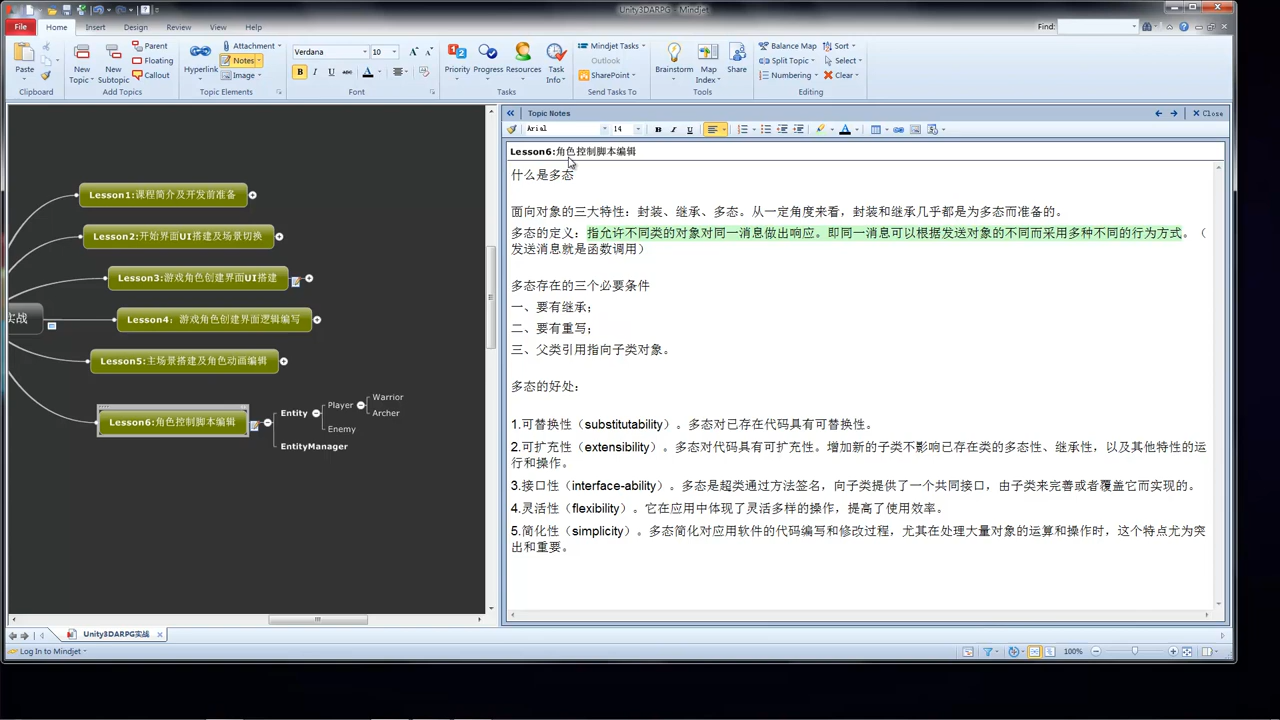 Unity3DARPG - Mindjet
File Home Insert Design Review View Help
Find:
Paste
Clipboard
New Topic
New Subtopic
Parent
Floating
Callout
Add Topics
Hyperlink
Attachment
Notes
Image
Topic Elements
Verdana 10
B I U abc A
Font
Priority Progress Resources Task Info
Tasks
Mindjet Tasks
Outlook
SharePoint
Send Tasks To
Brainstorm Map Index Share
Tools
Balance Map Sort
Split Topic Select
Numbering Clear
Editing
Topic Notes
Close
Arial 14 B I U A
Lesson6:角色控制脚本编辑
什么是多态
面向对象的三大特性：封装、继承、多态。从一定角度来看，封装和继承几乎都是为多态而准备的。
多态的定义：指允许不同类的对象对同一消息做出响应。即同一消息可以根据发送对象的不同而采用多种不同的行为方式。（
发送消息就是函数调用）
多态存在的三个必要条件
一、要有继承；
二、要有重写；
三、父类引用指向子类对象。
多态的好处：
1.可替换性（substitutability）。多态对已存在代码具有可替换性。
2.可扩充性（extensibility）。多态对代码具有可扩充性。增加新的子类不影响已存在类的多态性、继承性，以及其他特性的运
行和操作。
3.接口性（interface-ability）。多态是超类通过方法签名，向子类提供了一个共同接口，由子类来完善或者覆盖它而实现的。
4.灵活性（flexibility）。它在应用中体现了灵活多样的操作，提高了使用效率。
5.简化性（simplicity）。多态简化对应用软件的代码编写和修改过程，尤其在处理大量对象的运算和操作时，这个特点尤为突
出和重要。
Lesson1:课程简介及开发前准备
Lesson2:开始界面UI搭建及场景切换
Lesson3:游戏角色创建界面UI搭建
实战
Lesson4：游戏角色创建界面逻辑编写
Lesson5:主场景搭建及角色动画编辑
Lesson6:角色控制脚本编辑
Entity
Player
Warrior
Archer
Enemy
EntityManager
Unity3DARPG实战
Log In to Mindjet
100%